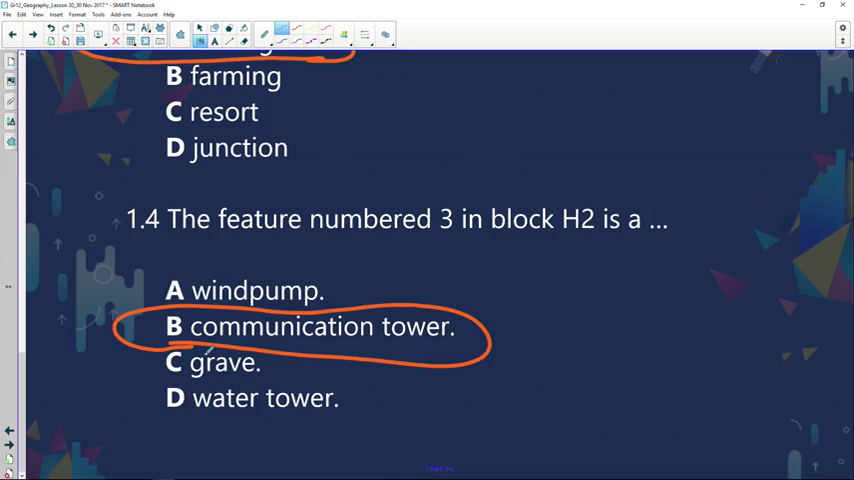 Gr12_Geography_Lesson 30_30 Nov 2017 * - SMART Notebook
File Edit View Insert Format Tools Add-ons Account Help
B farming
C resort
D junction
1.4 The feature numbered 3 in block H2 is a ...
A windpump.
B communication tower.
C grave.
D water tower.